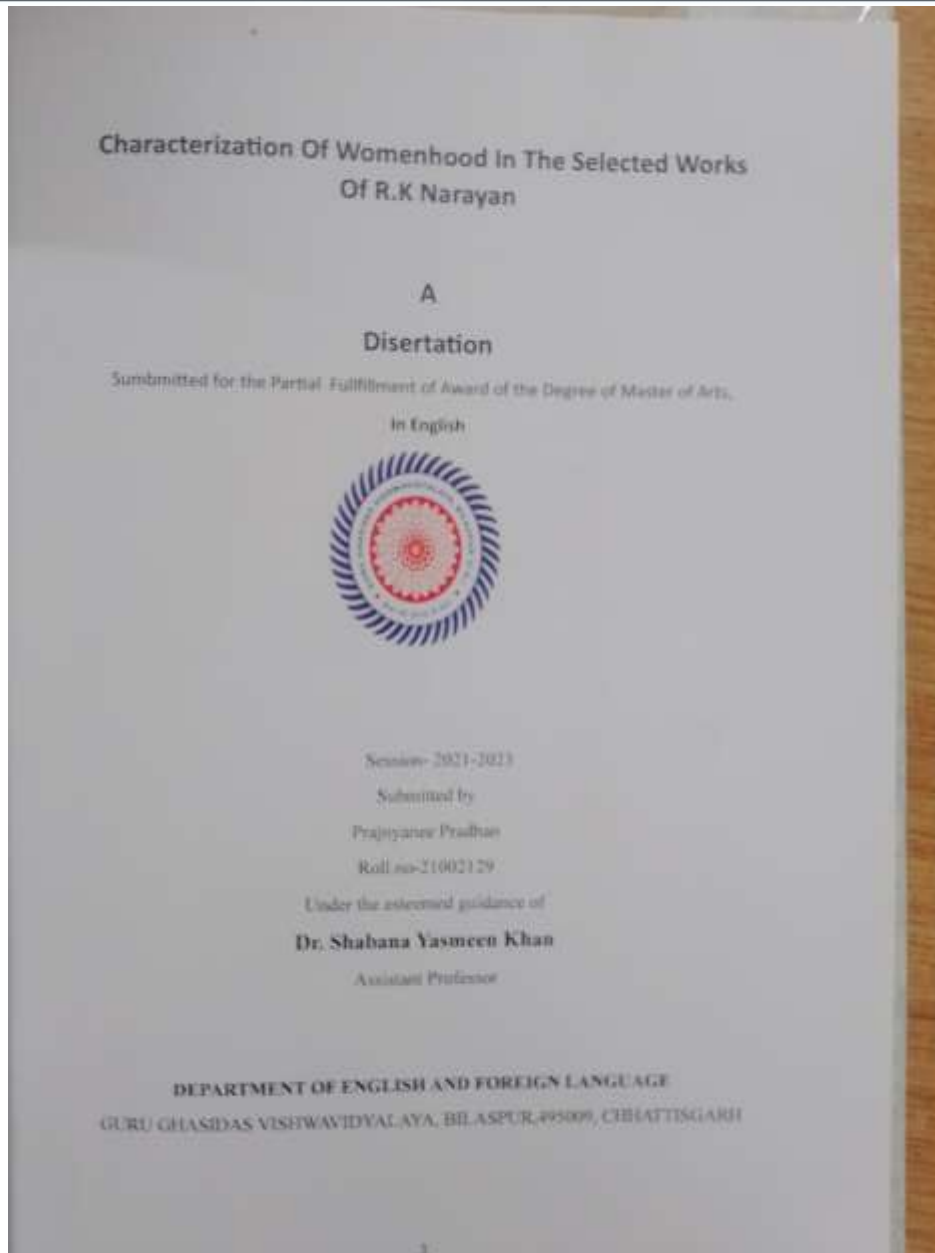 Characterization Of Womenhood In The Selected Works
Of R.K Narayan
A
Disertation
Sumbmitted for the Partial Fullfillment of Award of the Degree of Master of Arts.
In English
Session- 2021-2023
Submitted by
Prajnyanee Pradhan
Roll no-21002129
Under the esteemed guidance of
Dr. Shabana Yasmeen Khan
Assistant Professor
DEPARTMENT OF ENGLISH AND FOREIGN LANGUAGE
GURU GHASIDAS VISHWAVIDYALAYA, BILASPUR,495009, CHHATTISGARH